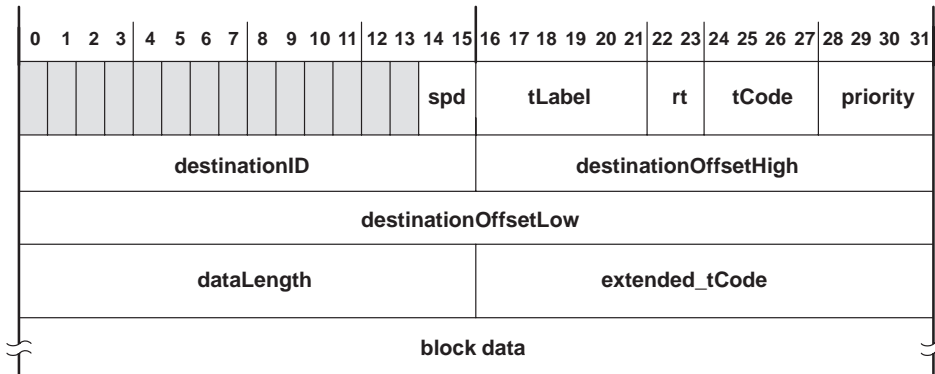 0 1 2 3 4 5 6 7 8 9 10 11 12 13 14 15 16 17 18 19 20 21 22 23 24 25 26 27 28 29 30 31
spd tLabel rt tCode priority
destinationID destinationOffsetHigh
destinationOffsetLow
dataLength extended_tCode
block data